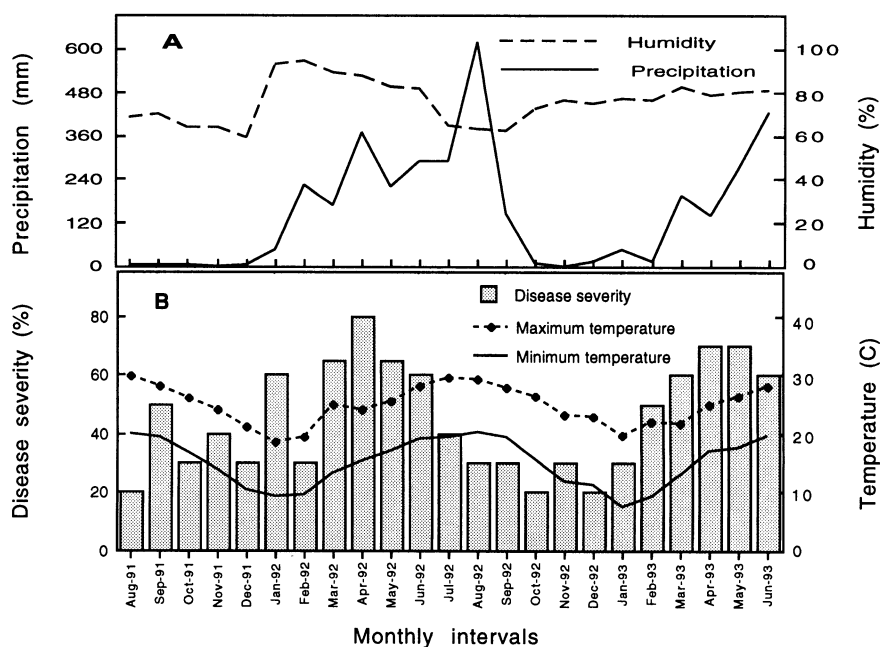 A
Humidity
Precipitation
Precipitation (mm)
600
480
360
240
120
0
Humidity (%)
100
80
60
40
20
0
B
Disease severity
Maximum temperature
Minimum temperature
Disease severity (%)
80
60
40
20
0
Temperature (C)
40
30
20
10
0
Aug-91
Sep-91
Oct-91
Nov-91
Dec-91
Jan-92
Feb-92
Mar-92
Apr-92
May-92
Jun-92
Jul-92
Aug-92
Sep-92
Oct-92
Nov-92
Dec-92
Jan-93
Feb-93
Mar-93
Apr-93
May-93
Jun-93
Monthly intervals